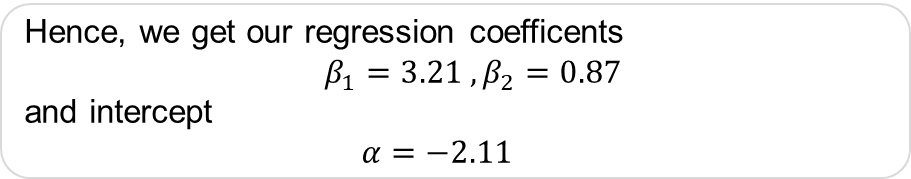 Hence, we get our regression coefficents
β₁ = 3.21 , β₂ = 0.87
and intercept
α = −2.11